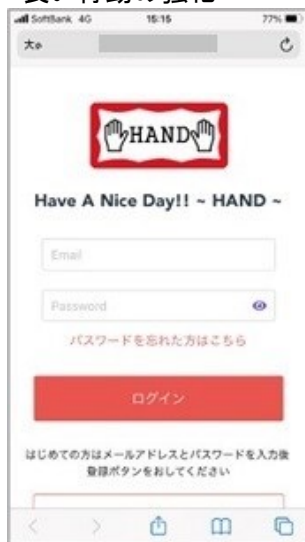 SoftBank 4G 15:15 77%
大
HAND
Have A Nice Day!! ~ HAND ~
Email
Password
パスワードを忘れた方はこちら
ログイン
はじめての方はメールアドレスとパスワードを入力後
登録ボタンをおしてください